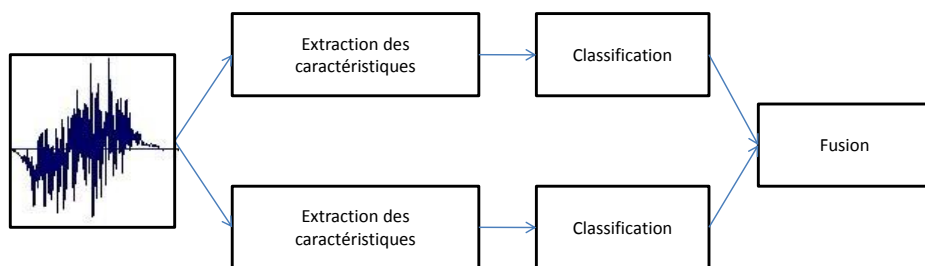 Extraction des
caractéristiques
Classification
Fusion
Extraction des
caractéristiques
Classification